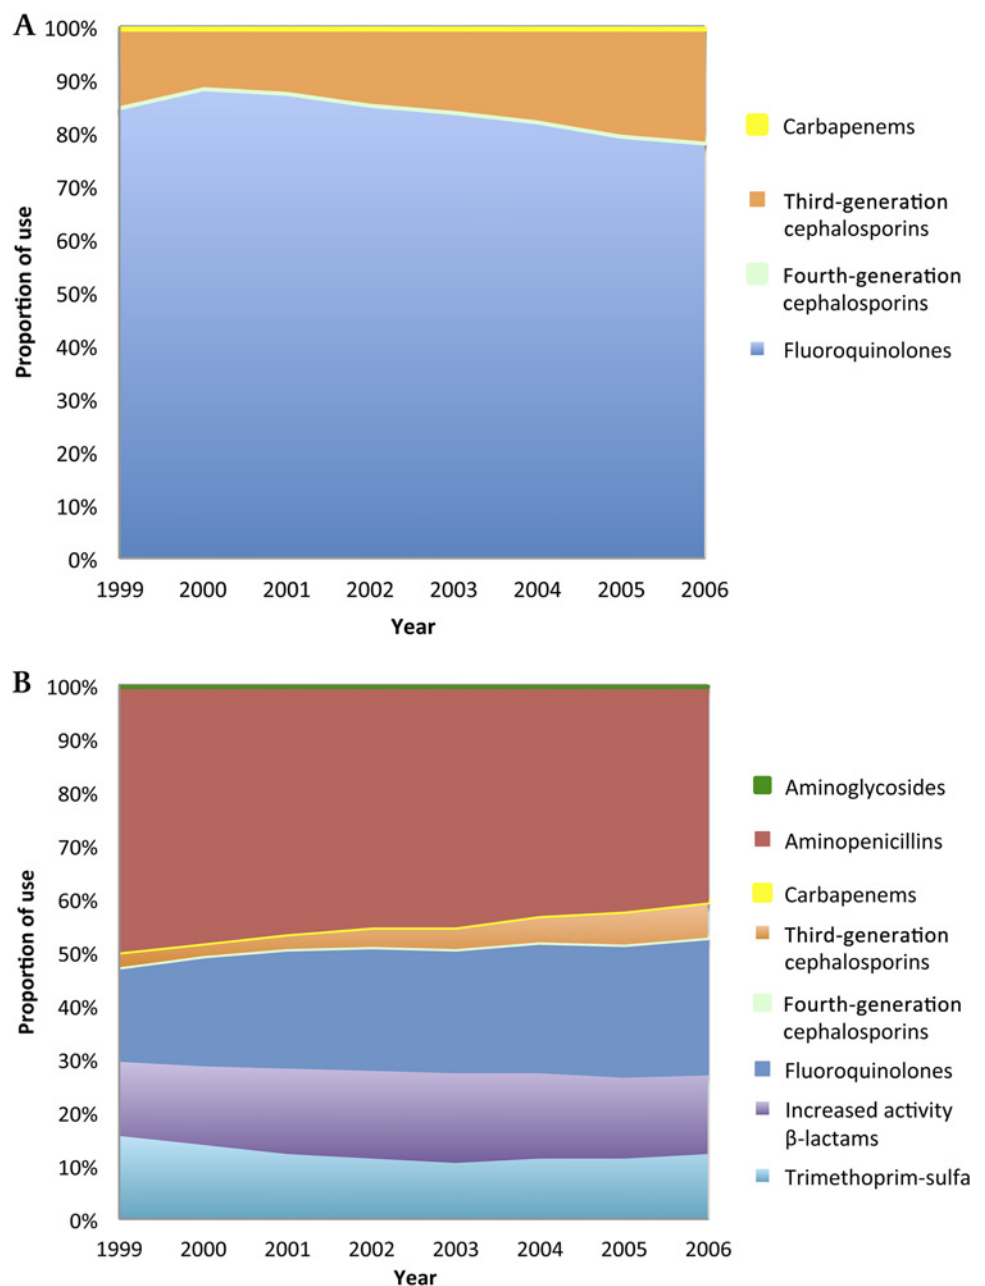 A
100%
90%
80%
70%
60%
50%
40%
30%
20%
10%
0%
Proportion of use
1999 2000 2001 2002 2003 2004 2005 2006
Year
Carbapenems
Third-generation
cephalosporins
Fourth-generation
cephalosporins
Fluoroquinolones
B
100%
90%
80%
70%
60%
50%
40%
30%
20%
10%
0%
Proportion of use
1999 2000 2001 2002 2003 2004 2005 2006
Year
Aminoglycosides
Aminopenicillins
Carbapenems
Third-generation
cephalosporins
Fourth-generation
cephalosporins
Fluoroquinolones
Increased activity
β-lactams
Trimethoprim-sulfa